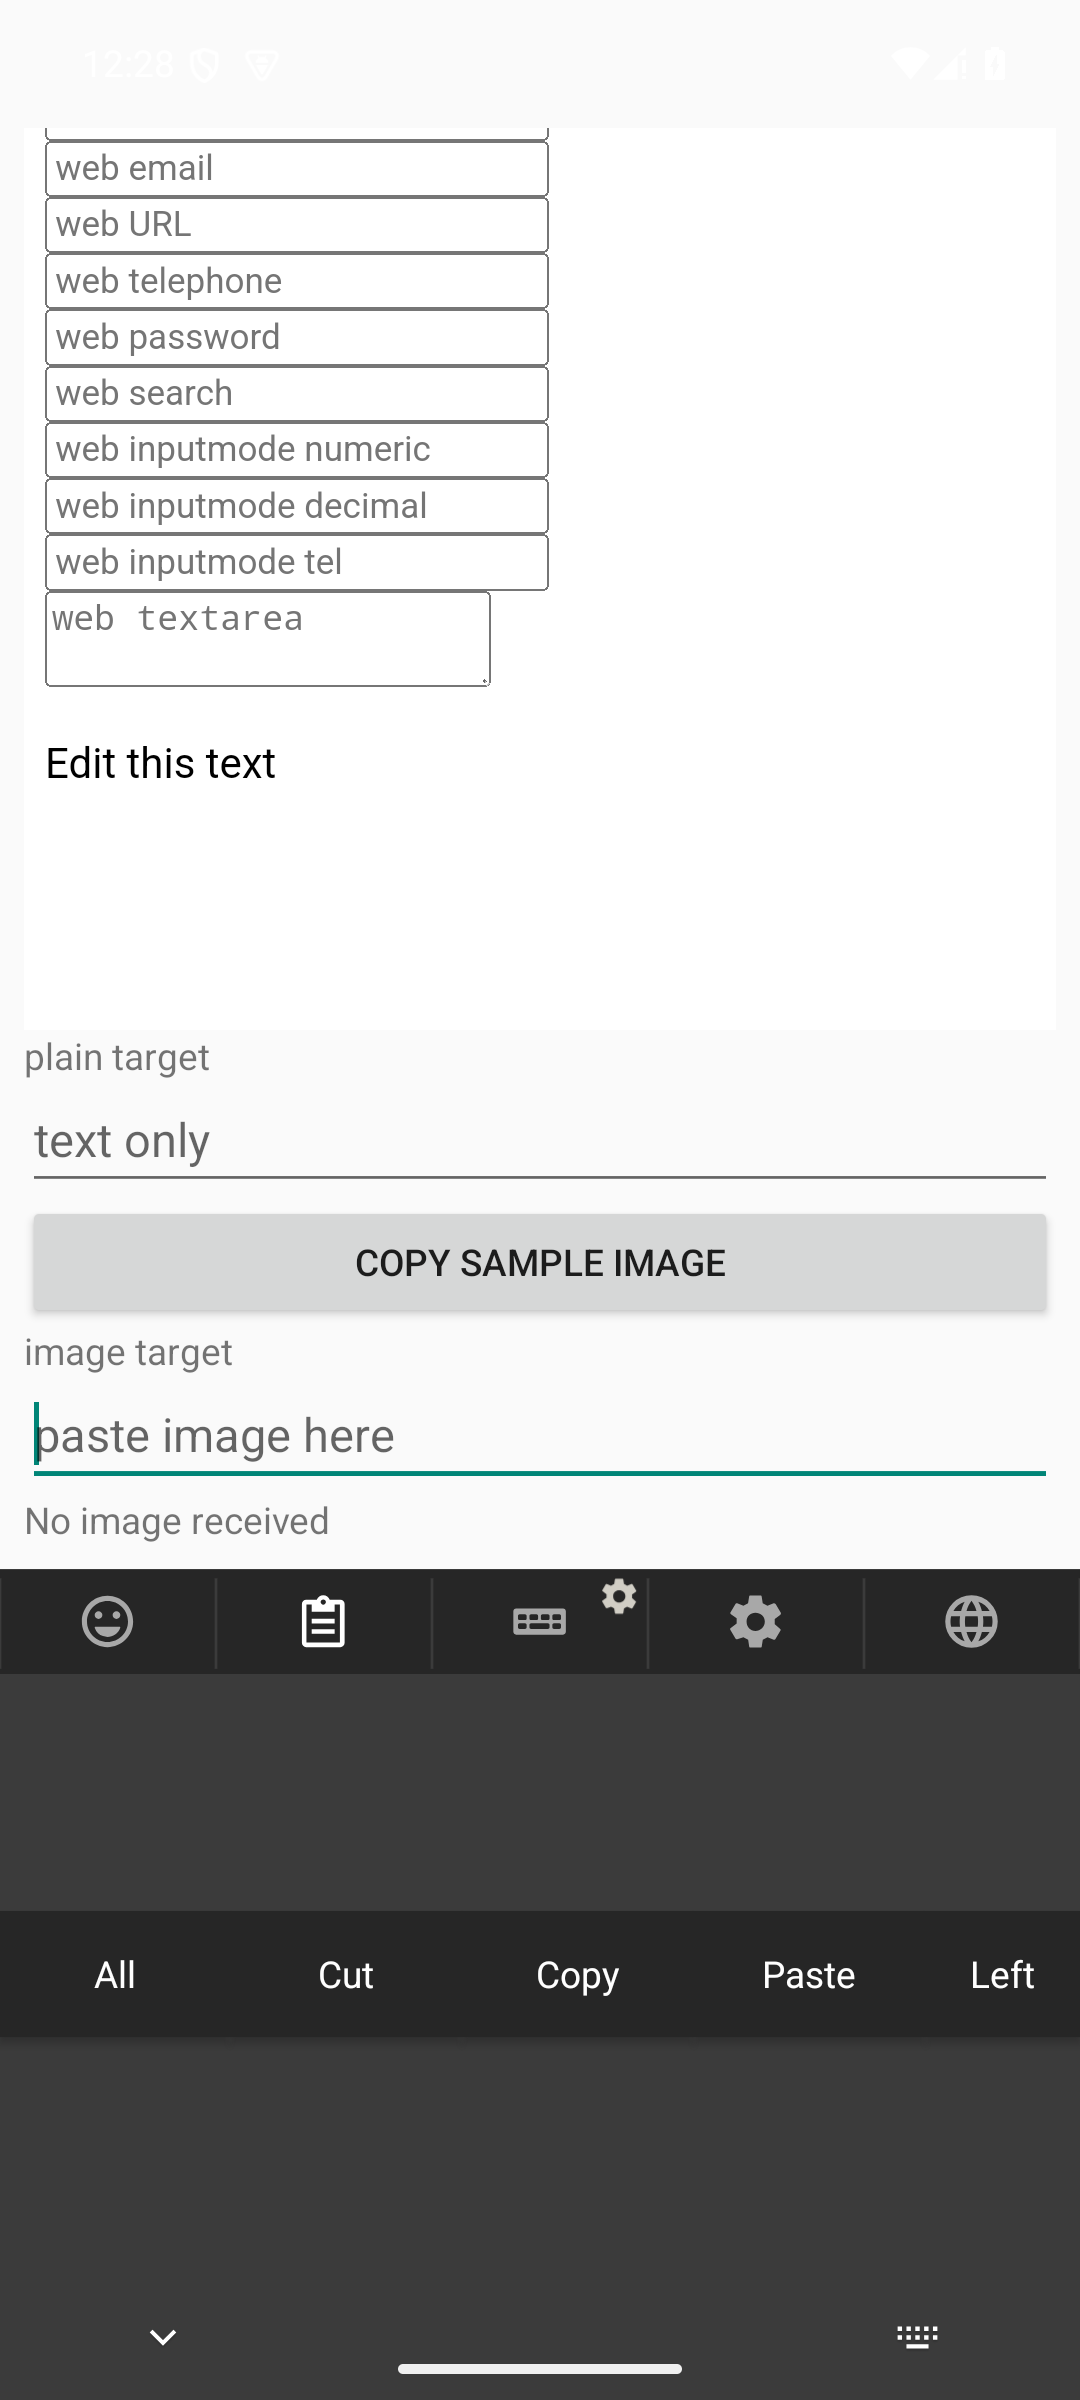 12:28
web email
web URL
web telephone
web password
web search
web inputmode numeric
web inputmode decimal
web inputmode tel
web textarea
Edit this text
plain target
text only
COPY SAMPLE IMAGE
image target
paste image here
No image received
All Cut Copy Paste Left